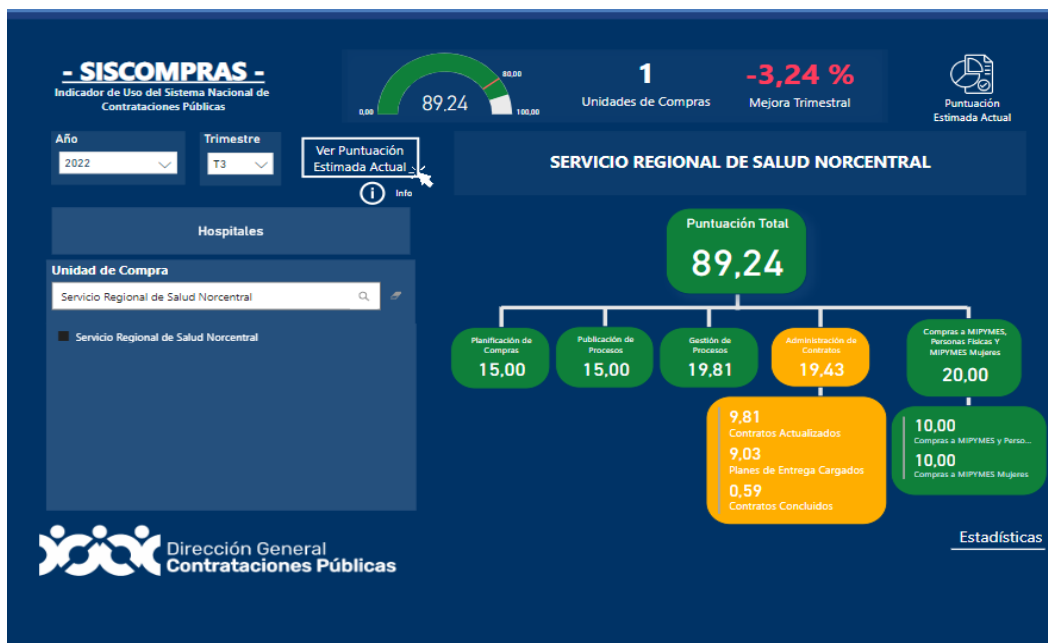 - SISCOMPRAS -
Indicador de Uso del Sistema Nacional de
Contrataciones Públicas
0,00
89,24
80,00
100,00
1
Unidades de Compras
-3,24 %
Mejora Trimestral
Puntuación
Estimada Actual
Año
2022
Trimestre
T3
Ver Puntuación
Estimada Actual
Info
SERVICIO REGIONAL DE SALUD NORCENTRAL
Hospitales
Unidad de Compra
Servicio Regional de Salud Norcentral
Servicio Regional de Salud Norcentral
Puntuación Total
89,24
Planificación de
Compras
15,00
Publicación de
Procesos
15,00
Gestión de
Procesos
19,81
Administración de
Contratos
19,43
Compras a MIPYMES,
Personas Físicas Y
MIPYMES Mujeres
20,00
9,81
Contratos Actualizados
9,03
Planes de Entrega Cargados
0,59
Contratos Concluidos
10,00
Compras a MIPYMES y Perso...
10,00
Compras a MIPYMES Mujeres
Estadísticas
Dirección General
Contrataciones Públicas